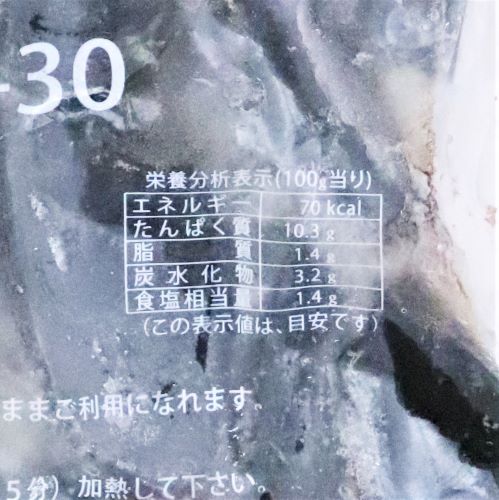 -30
栄養分析表示(100g当り)
エネルギー 70 kcal
たんぱく質 10.3 g
脂質 1.4 g
炭水化物 3.2 g
食塩相当量 1.4 g
(この表示値は、目安です)
ままご利用になれます。
5分) 加熱して下さい。